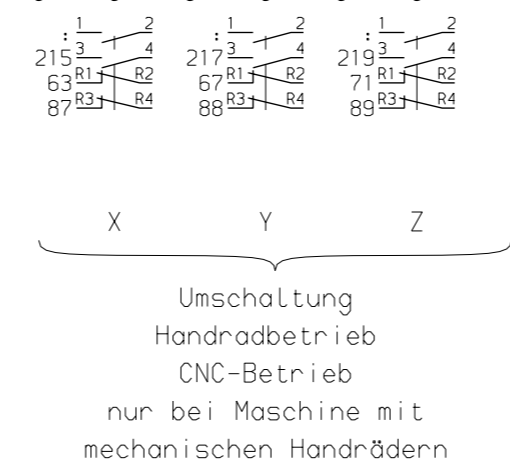 1 2 1 2 1 2
: 3 4 : 3 4 : 3 4
215 217 219
63 R1 R2 67 R1 R2 71 R1 R2
87 R3 R4 88 R3 R4 89 R3 R4
X Y Z
Umschaltung
Handradbetrieb
CNC-Betrieb
nur bei Maschine mit
mechanischen Handrädern